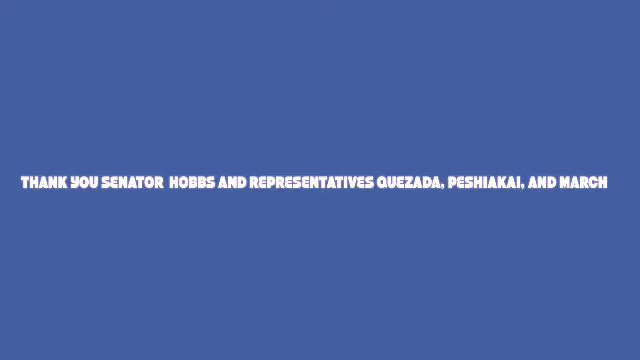 THANK YOU SENATOR HOBBS AND REPRESENTATIVES QUEZADA, PESHIAKAI, AND MARCH